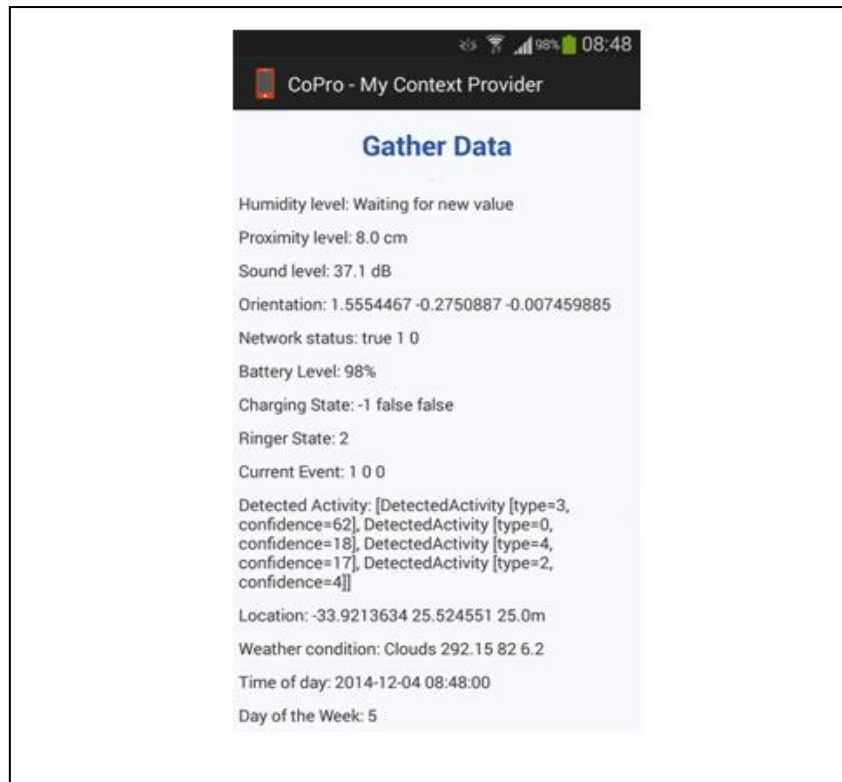 98% 08:48
CoPro - My Context Provider
Gather Data
Humidity level: Waiting for new value
Proximity level: 8.0 cm
Sound level: 37.1 dB
Orientation: 1.5554467 -0.2750887 -0.007459885
Network status: true 1 0
Battery Level: 98%
Charging State: -1 false false
Ringer State: 2
Current Event: 1 0 0
Detected Activity: [DetectedActivity [type=3,
confidence=62], DetectedActivity [type=0,
confidence=18], DetectedActivity [type=4,
confidence=17], DetectedActivity [type=2,
confidence=4]]
Location: -33.9213634 25.524551 25.0m
Weather condition: Clouds 292.15 82 6.2
Time of day: 2014-12-04 08:48:00
Day of the Week: 5